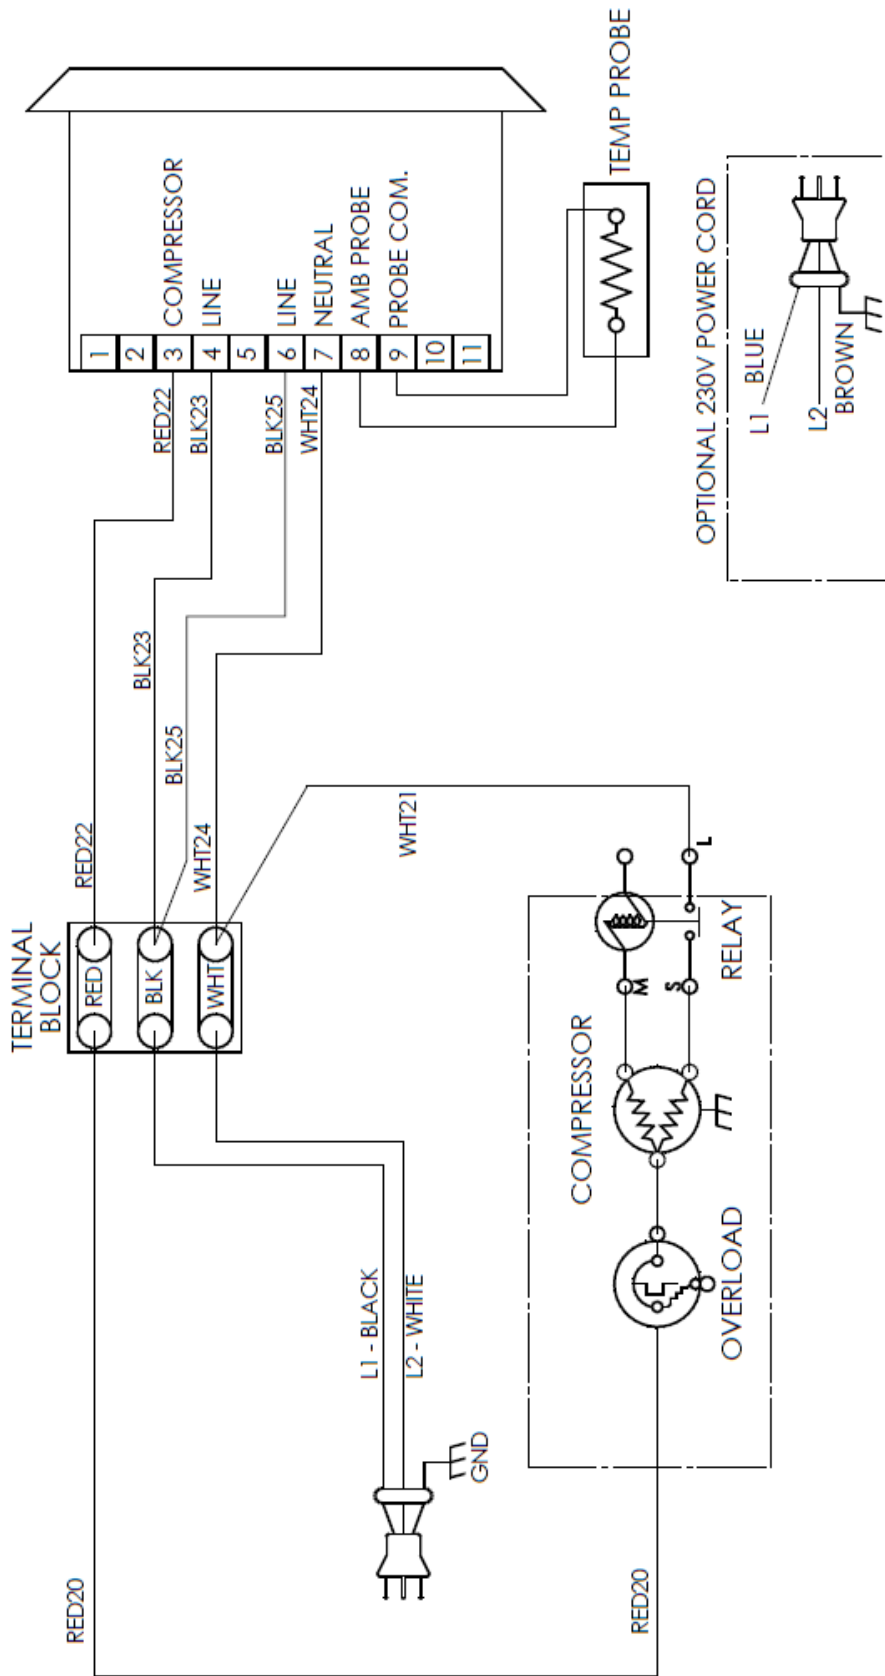 TERMINAL
BLOCK
RED
BLK
WHT
RED20
RED22
BLK23
BLK25
WHT24
WHT21
RED22
BLK23
BLK25
WHT24
1
2
3
4
5
6
7
8
9
10
11
COMPRESSOR
LINE
LINE
NEUTRAL
AMB PROBE
PROBE COM.
TEMP PROBE
L1 - BLACK
L2 - WHITE
GND
RED20
OVERLOAD
COMPRESSOR
M
S
L
RELAY
OPTIONAL 230V POWER CORD
L1
BLUE
L2
BROWN